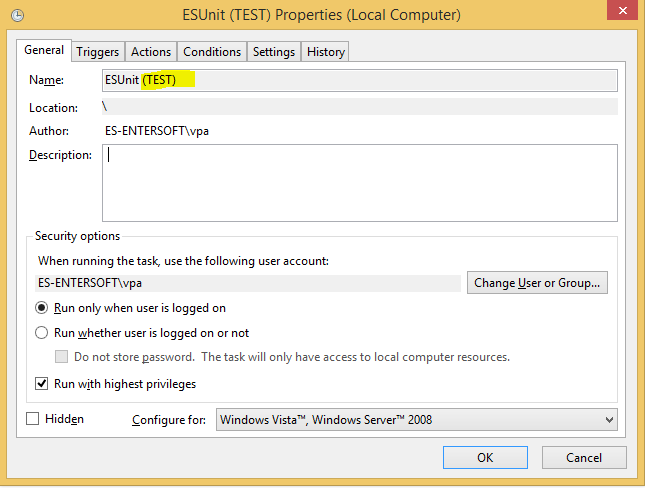 ESUnit (TEST) Properties (Local Computer)
General Triggers Actions Conditions Settings History
Name: ESUnit (TEST)
Location: \
Author: ES-ENTERSOFT\vpa
Description:
Security options
When running the task, use the following user account:
ES-ENTERSOFT\vpa Change User or Group...
Run only when user is logged on
Run whether user is logged on or not
Do not store password. The task will only have access to local computer resources.
Run with highest privileges
Hidden Configure for: Windows Vista™, Windows Server™ 2008
OK Cancel